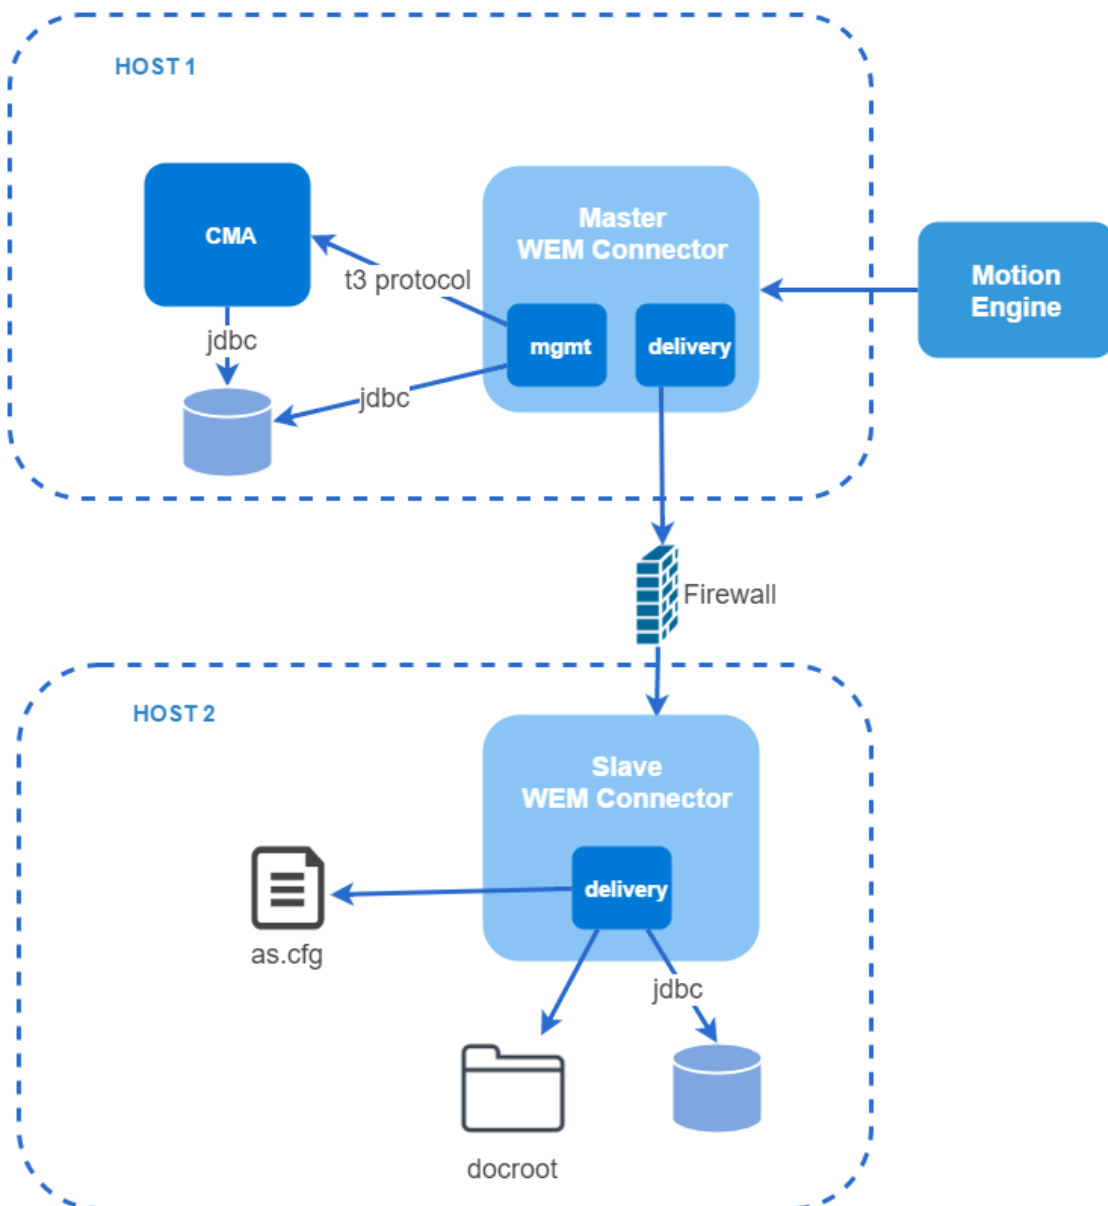 HOST 1
CMA
Master
WEM Connector
Motion
Engine
t3 protocol
jdbc
mgmt
delivery
jdbc
Firewall
HOST 2
Slave
WEM Connector
delivery
as.cfg
jdbc
docroot